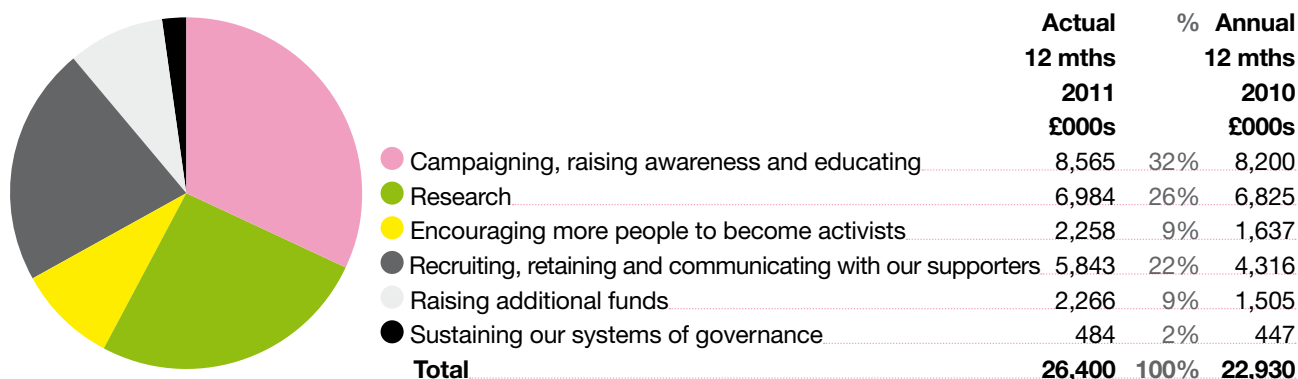 Actual % Annual
12 mths 12 mths
2011 2010
£000s £000s
Campaigning, raising awareness and educating 8,565 32% 8,200
Research 6,984 26% 6,825
Encouraging more people to become activists 2,258 9% 1,637
Recruiting, retaining and communicating with our supporters 5,843 22% 4,316
Raising additional funds 2,266 9% 1,505
Sustaining our systems of governance 484 2% 447
Total 26,400 100% 22,930